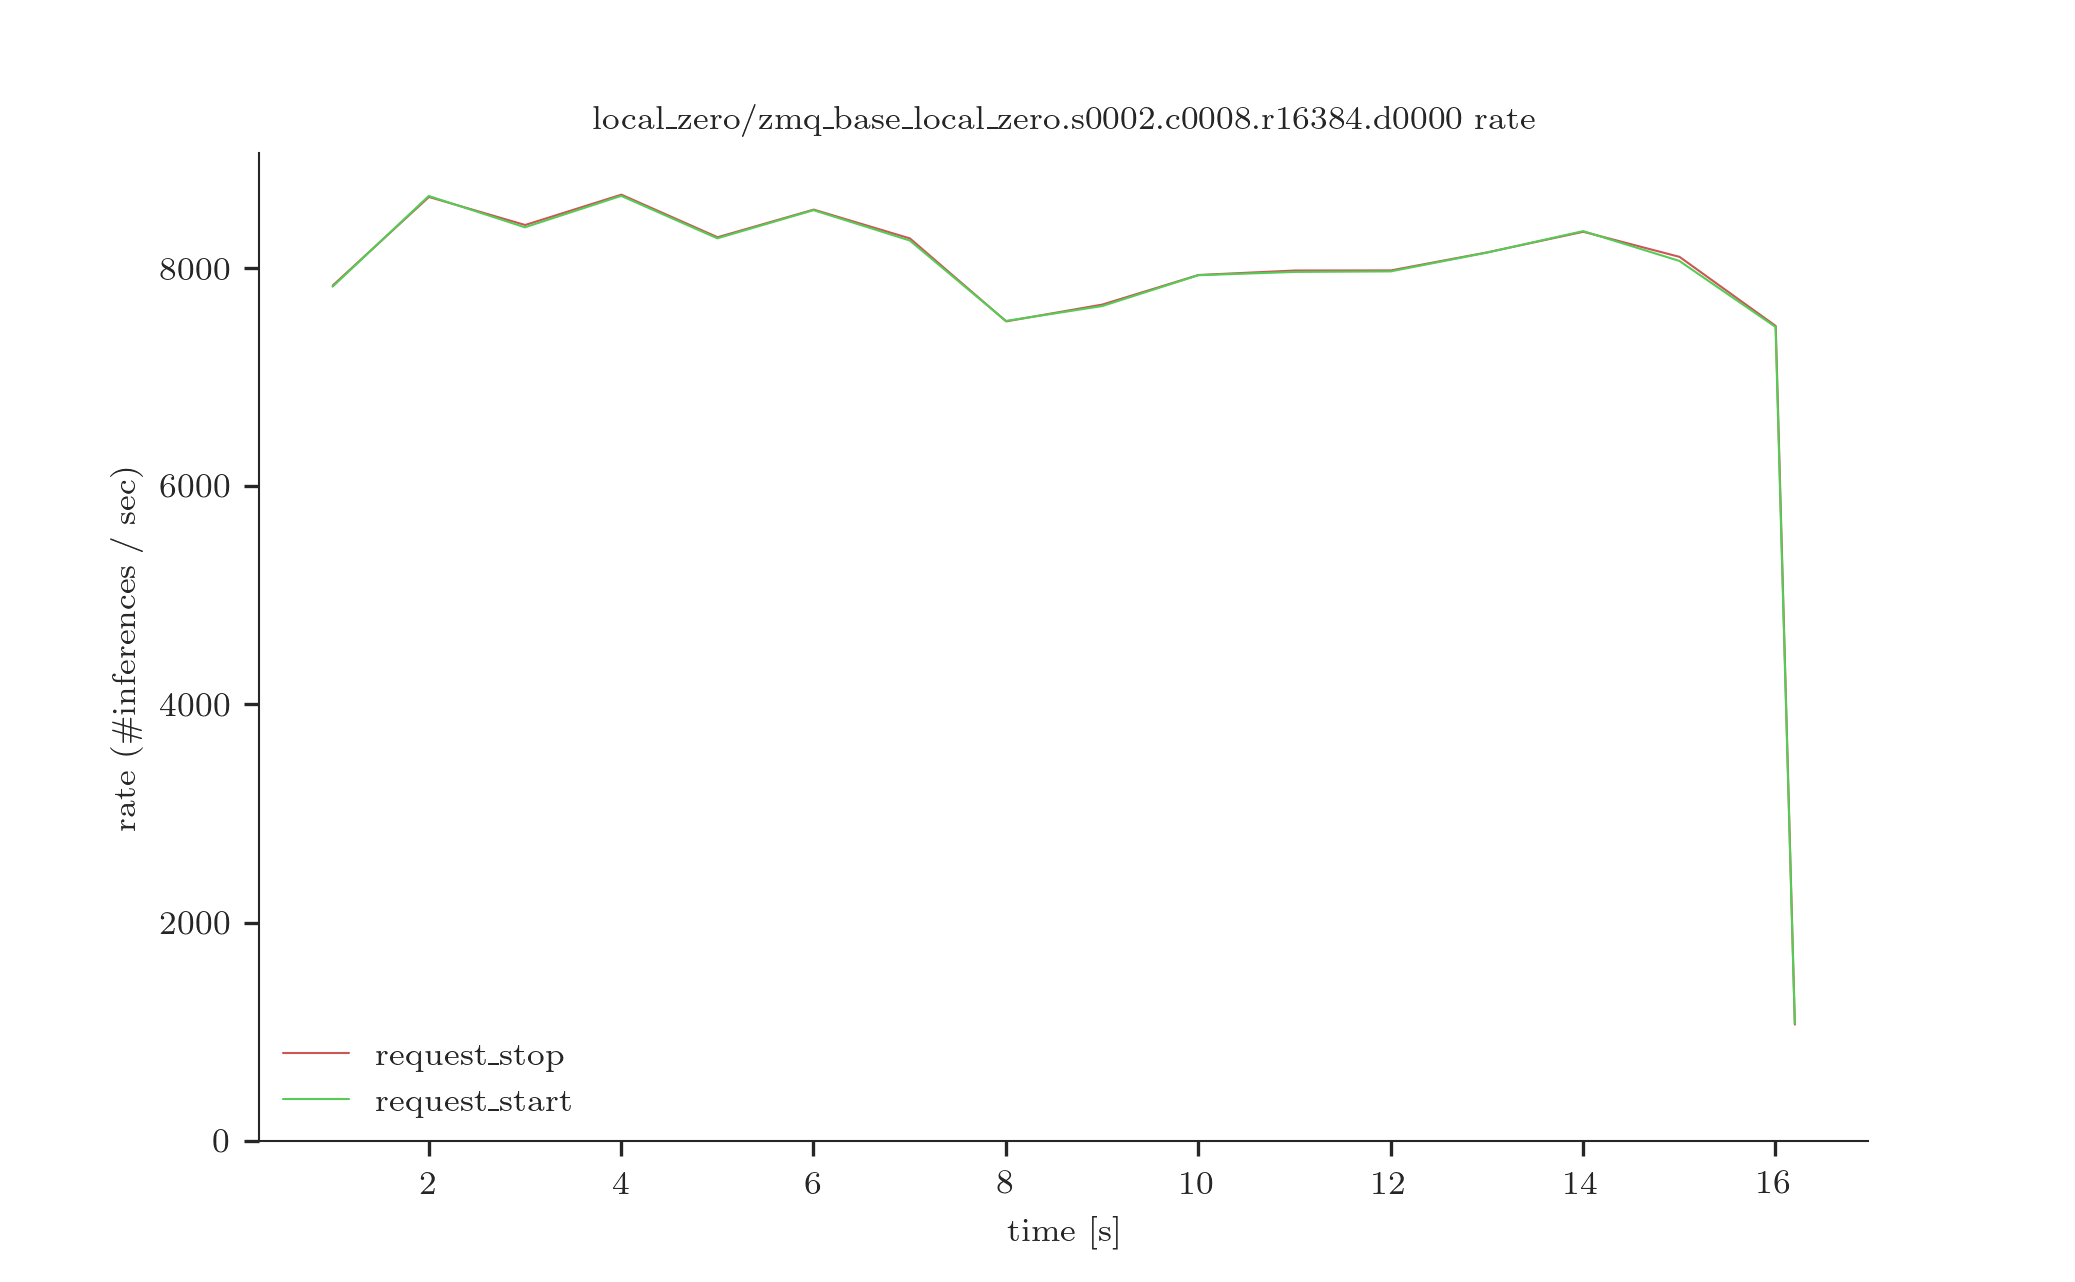 local_zero/zmq_base_local_zero.s0002.c0008.r16384.d0000 rate
rate (#inferences / sec)
8000
6000
4000
2000
0
request_stop
request_start
2 4 6 8 10 12 14 16
time [s]